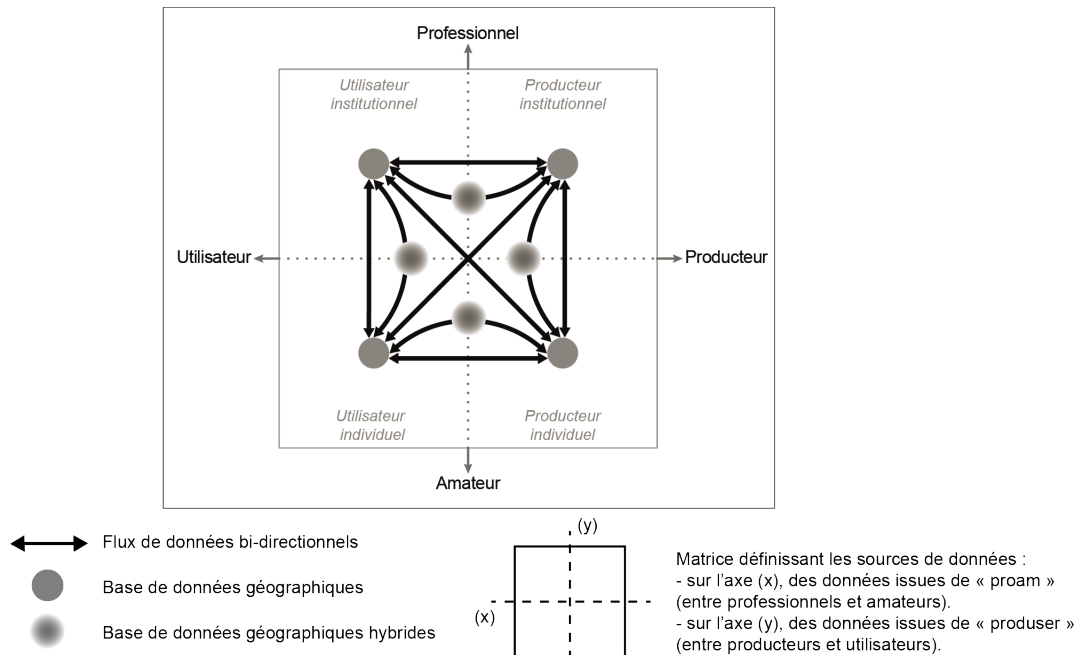 Professionnel
Utilisateur
institutionnel
Producteur
institutionnel
Utilisateur
Producteur
Utilisateur
individuel
Producteur
individuel
Amateur
Flux de données bi-directionnels
Base de données géographiques
Base de données géographiques hybrides
(y)
(x)
Matrice définissant les sources de données :
- sur l'axe (x), des données issues de « proam »
(entre professionnels et amateurs).
- sur l'axe (y), des données issues de « produser »
(entre producteurs et utilisateurs).